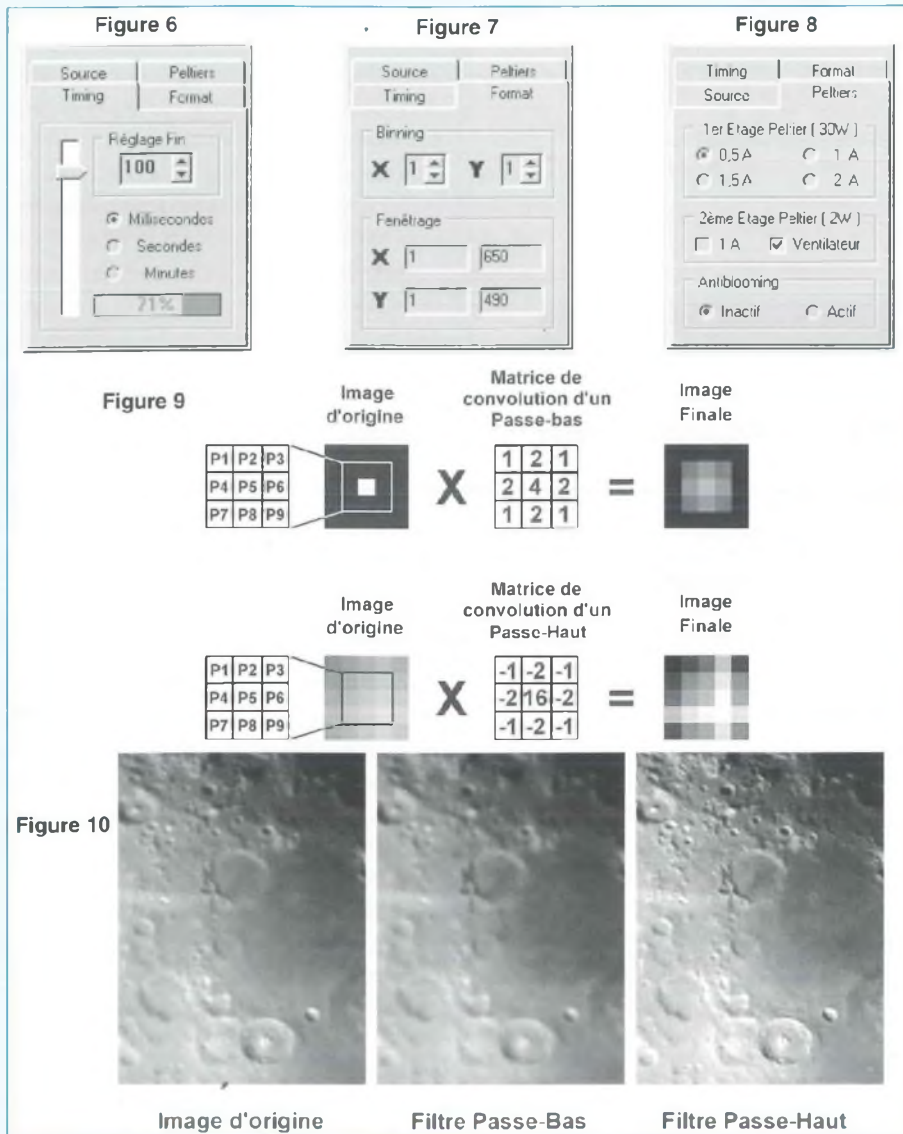 Figure 6
Source Peltiers
Timing Format
Réglage Fin
100
Millisecondes
Secondes
Minutes
71%
Figure 7
Source Peltiers
Timing Format
Binning
X 1 Y 1
Fenêtrage
X 1 650
Y 1 490
Figure 8
Timing Format
Source Peltiers
1er Etage Peltier ( 30W )
0,5 A 1 A
1,5 A 2 A
2ème Etage Peltier ( 2W )
1 A Ventilateur
Antiblooming
Inactif Actif
Figure 9
Image
d'origine
Matrice de
convolution d'un
Passe-bas
Image
Finale
P1 P2 P3
P4 P5 P6
P7 P8 P9
X
1 2 1
2 4 2
1 2 1
=
Image
d'origine
Matrice de
convolution d'un
Passe-Haut
Image
Finale
P1 P2 P3
P4 P5 P6
P7 P8 P9
X
-1 -2 -1
-2 16 -2
-1 -2 -1
=
Figure 10
Image d'origine Filtre Passe-Bas Filtre Passe-Haut